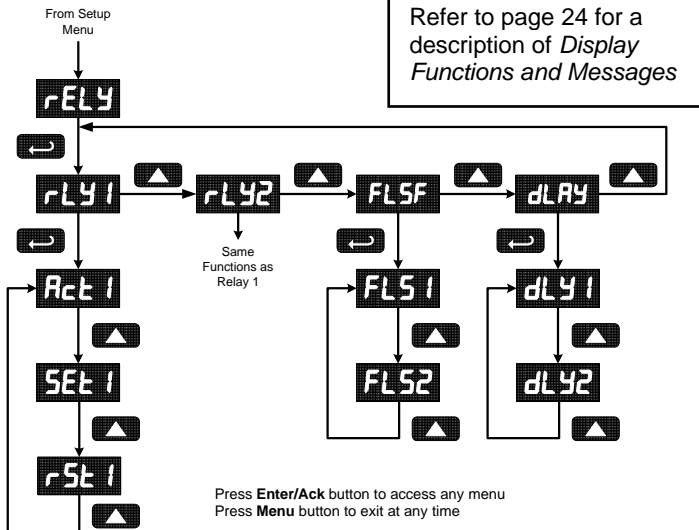 From Setup
Menu
Refer to page 24 for a
description of Display
Functions and Messages
rELY
rLY1
rLY2
FLSF
dLAY
Same
Functions as
Relay 1
Act1
FLS1
dLY1
SEt1
FLS2
dLY2
rSt1
Press Enter/Ack button to access any menu
Press Menu button to exit at any time